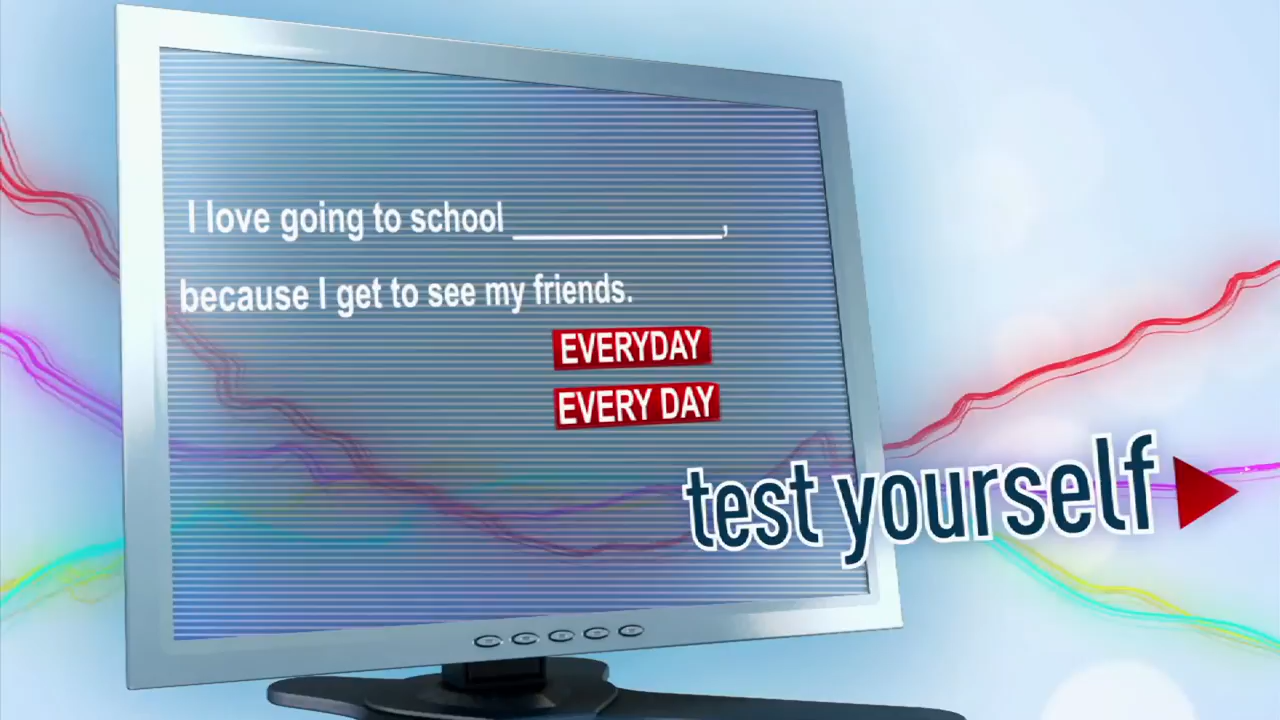 I love going to school ____________,
because I get to see my friends.
EVERYDAY
EVERY DAY
test yourself